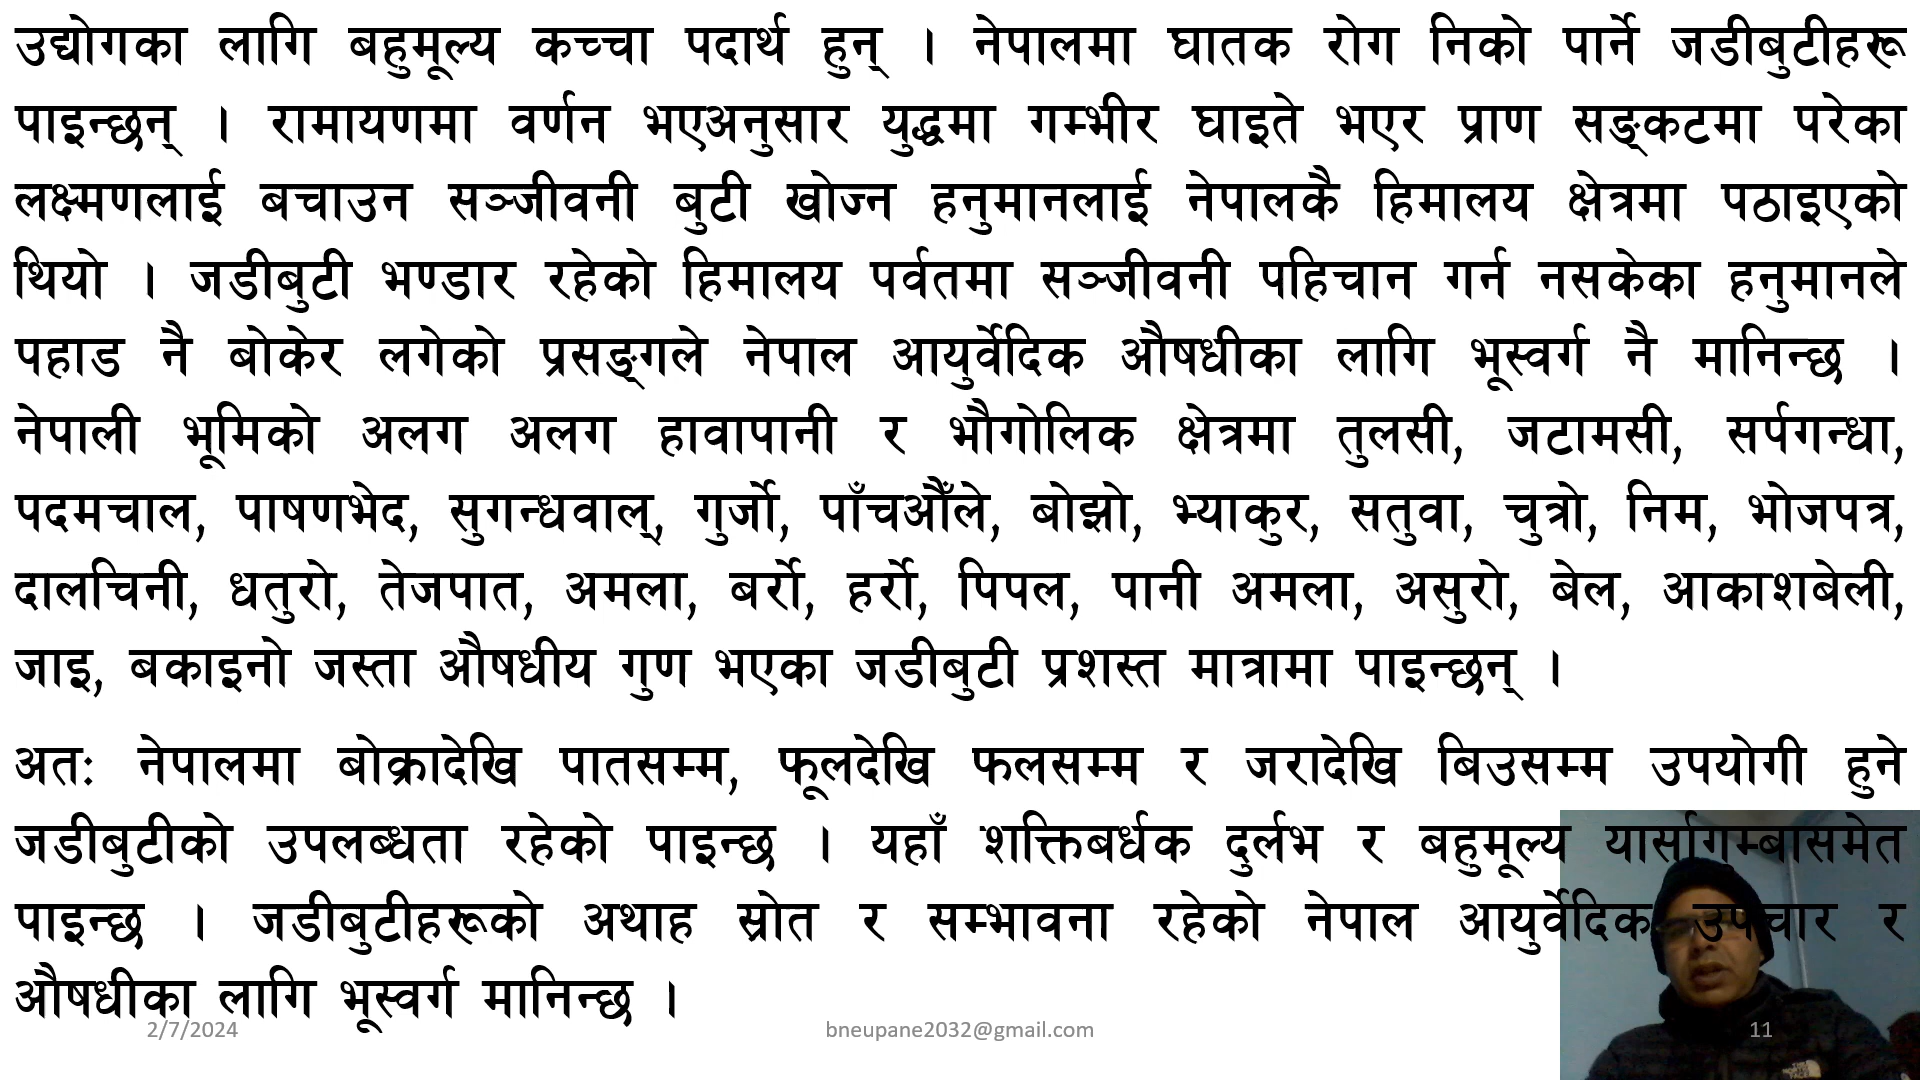 उद्योगका लागि बहुमूल्य कच्चा पदार्थ हुन् । नेपालमा घातक रोग निको पार्ने जडीबुटीहरू
पाइन्छन् । रामायणमा वर्णन भएअनुसार युद्धमा गम्भीर घाइते भएर प्राण सङ्कटमा परेका
लक्ष्मणलाई बचाउन सञ्जीवनी बुटी खोज्न हनुमानलाई नेपालकै हिमालय क्षेत्रमा पठाइएको
थियो । जडीबुटी भण्डार रहेको हिमालय पर्वतमा सञ्जीवनी पहिचान गर्न नसकेका हनुमानले
पहाड नै बोकेर लगेको प्रसङ्गले नेपाल आयुर्वेदिक औषधीका लागि भूस्वर्ग नै मानिन्छ ।
नेपाली भूमिको अलग अलग हावापानी र भौगोलिक क्षेत्रमा तुलसी, जटामसी, सर्पगन्धा,
पदमचाल, पाषणभेद, सुगन्धवाल्, गुर्जो, पाँचऔँले, बोझो, भ्याकुर, सतुवा, चुत्रो, निम, भोजपत्र,
दालचिनी, धतुरो, तेजपात, अमला, बर्रो, हर्रो, पिपल, पानी अमला, असुरो, बेल, आकाशबेली,
जाइ, बकाइनो जस्ता औषधीय गुण भएका जडीबुटी प्रशस्त मात्रामा पाइन्छन् ।
अतः नेपालमा बोक्रादेखि पातसम्म, फूलदेखि फलसम्म र जरादेखि बिउसम्म उपयोगी हुने
जडीबुटीको उपलब्धता रहेको पाइन्छ । यहाँ शक्तिबर्धक दुर्लभ र बहुमूल्य यार्सागम्बासमेत
पाइन्छ । जडीबुटीहरूको अथाह स्रोत र सम्भावना रहेको नेपाल आयुर्वेदिक उपचार र
औषधीका लागि भूस्वर्ग मानिन्छ ।
2/7/2024 bneupane2032@gmail.com 11